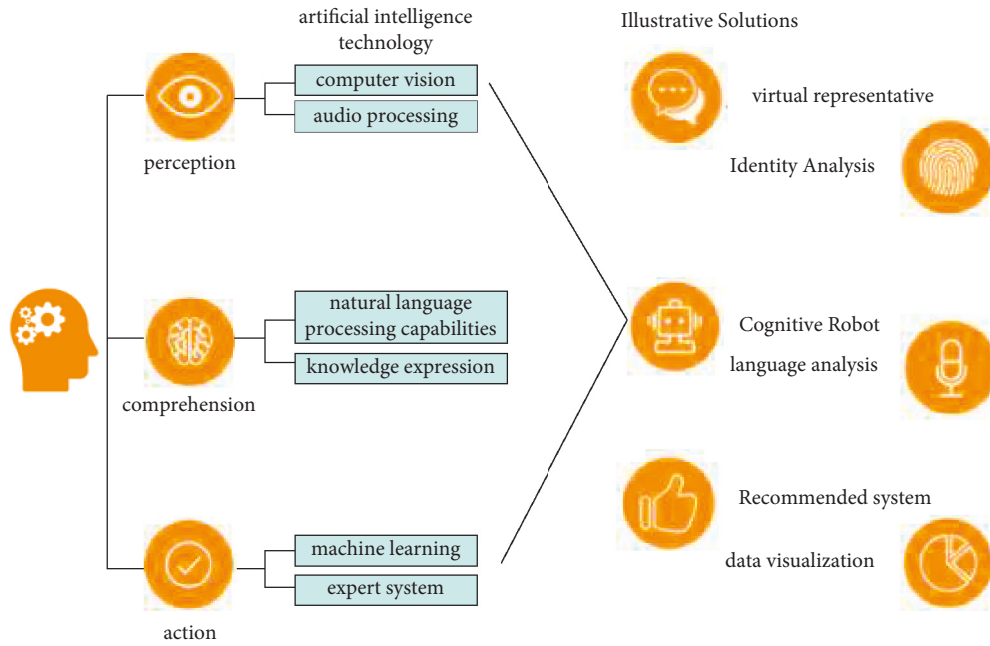 artificial intelligence
technology
computer vision
audio processing
perception
natural language
processing capabilities
knowledge expression
comprehension
machine learning
expert system
action
Illustrative Solutions
virtual representative
Identity Analysis
Cognitive Robot
language analysis
Recommended system
data visualization